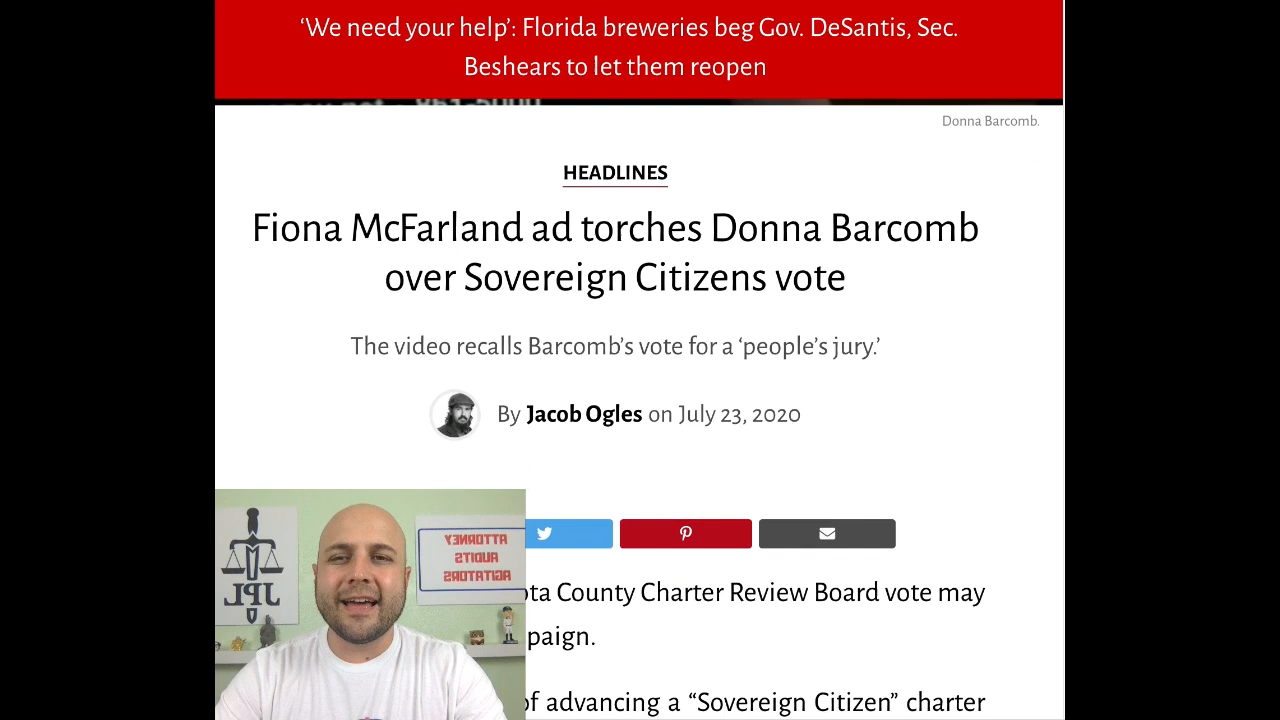 ‘We need your help’: Florida breweries beg Gov. DeSantis, Sec.
Beshears to let them reopen
Donna Barcomb.
HEADLINES
Fiona McFarland ad torches Donna Barcomb
over Sovereign Citizens vote
The video recalls Barcomb’s vote for a ‘people’s jury.’
By Jacob Ogles on July 23, 2020
JPL
ATTORNEY
AUDITS
AGITATORS
County Charter Review Board vote may
of advancing a “Sovereign Citizen” charter